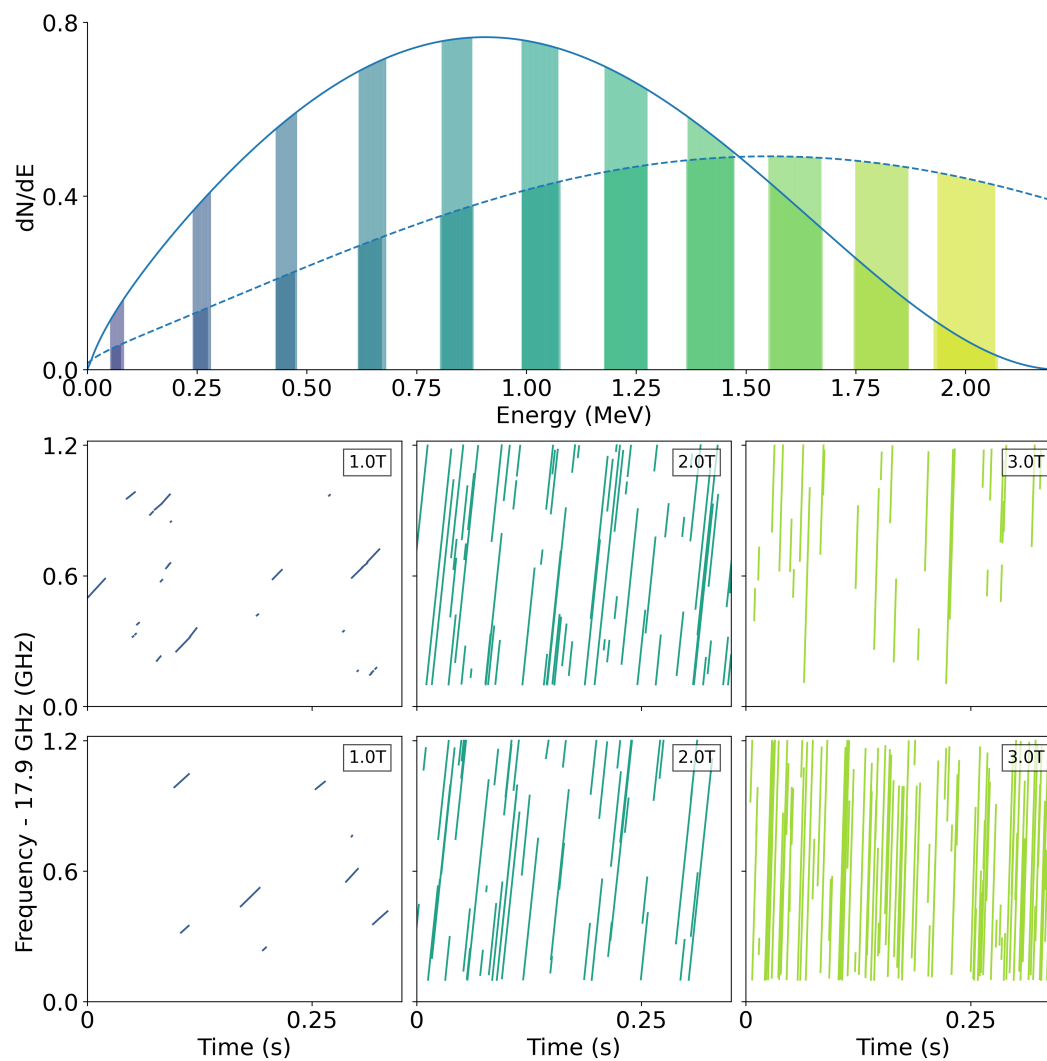 0.8
0.4
0.0
dN/dE
0.00 0.25 0.50 0.75 1.00 1.25 1.50 1.75 2.00
Energy (MeV)
Frequency - 17.9 GHz (GHz)
1.2
0.6
0.0
1.0T
2.0T
3.0T
1.2
0.6
0.0
1.0T
2.0T
3.0T
0 0.25
0.25
0.25
Time (s)
Time (s)
Time (s)